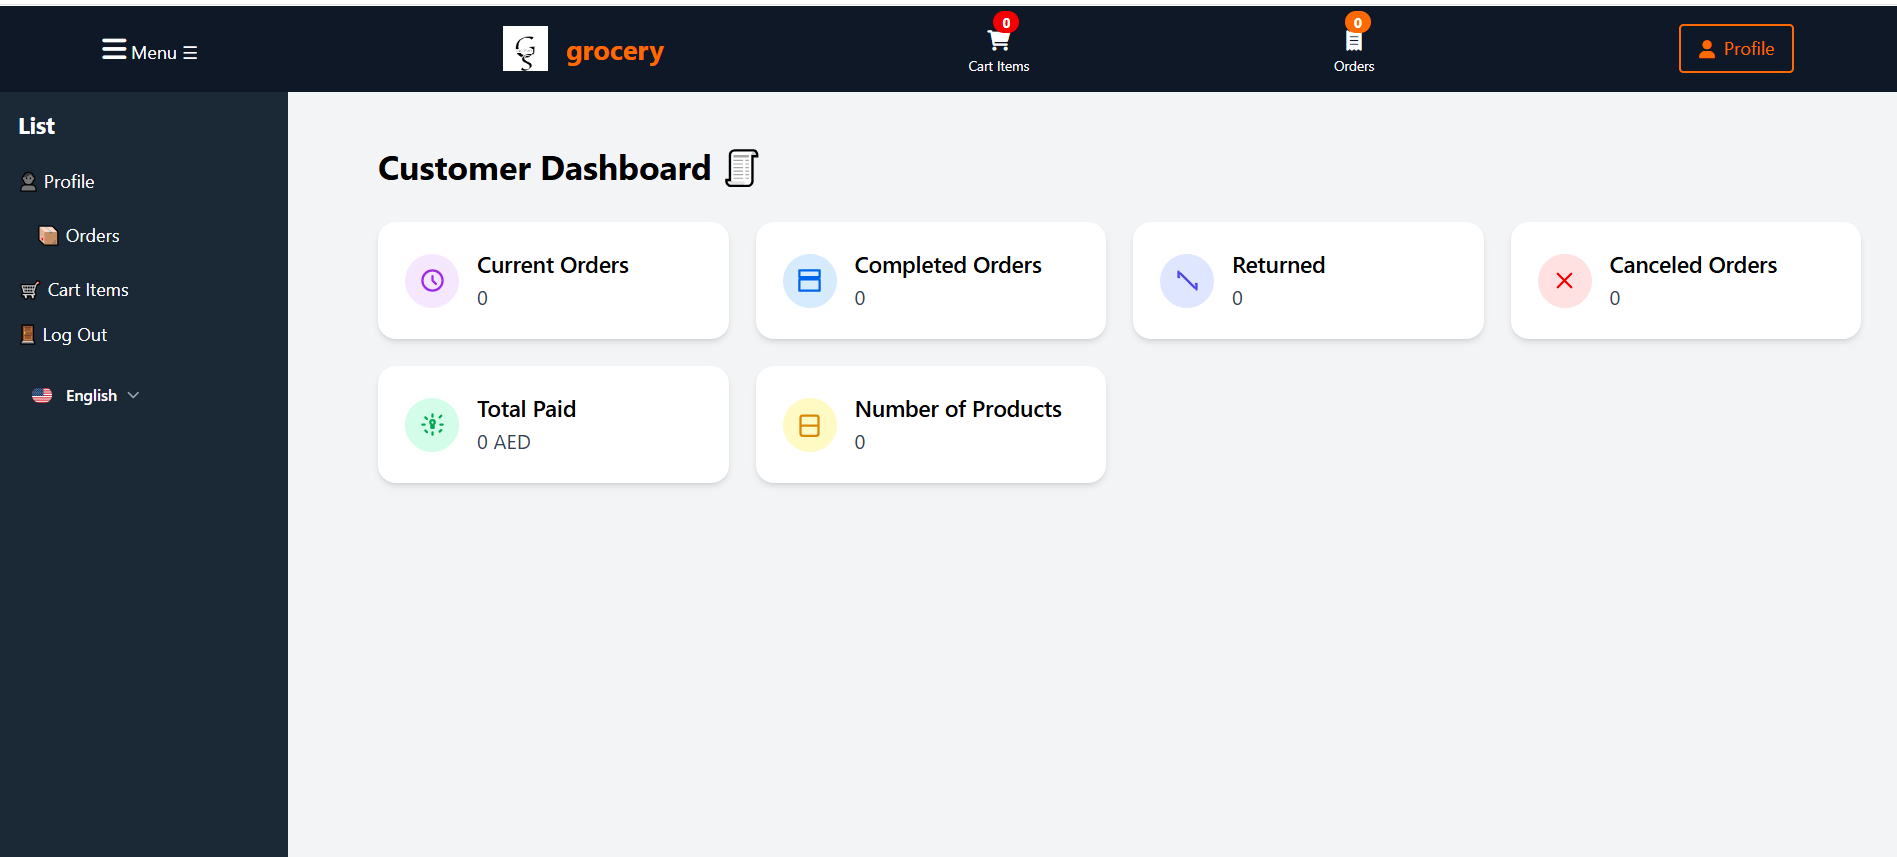 Menu ☰
GS
grocery
0
Cart Items
0
Orders
Profile
List
Profile
Orders
Cart Items
Log Out
English
Customer Dashboard
Current Orders
0
Completed Orders
0
Returned
0
Canceled Orders
0
Total Paid
0 AED
Number of Products
0